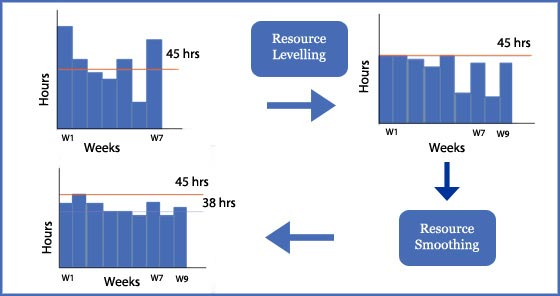 45 hrs
Hours
W1
W7
Weeks
Resource
Levelling
45 hrs
Hours
W1
W7
W9
Weeks
Resource
Smoothing
45 hrs
38 hrs
Hours
W1
Weeks
W7
W9